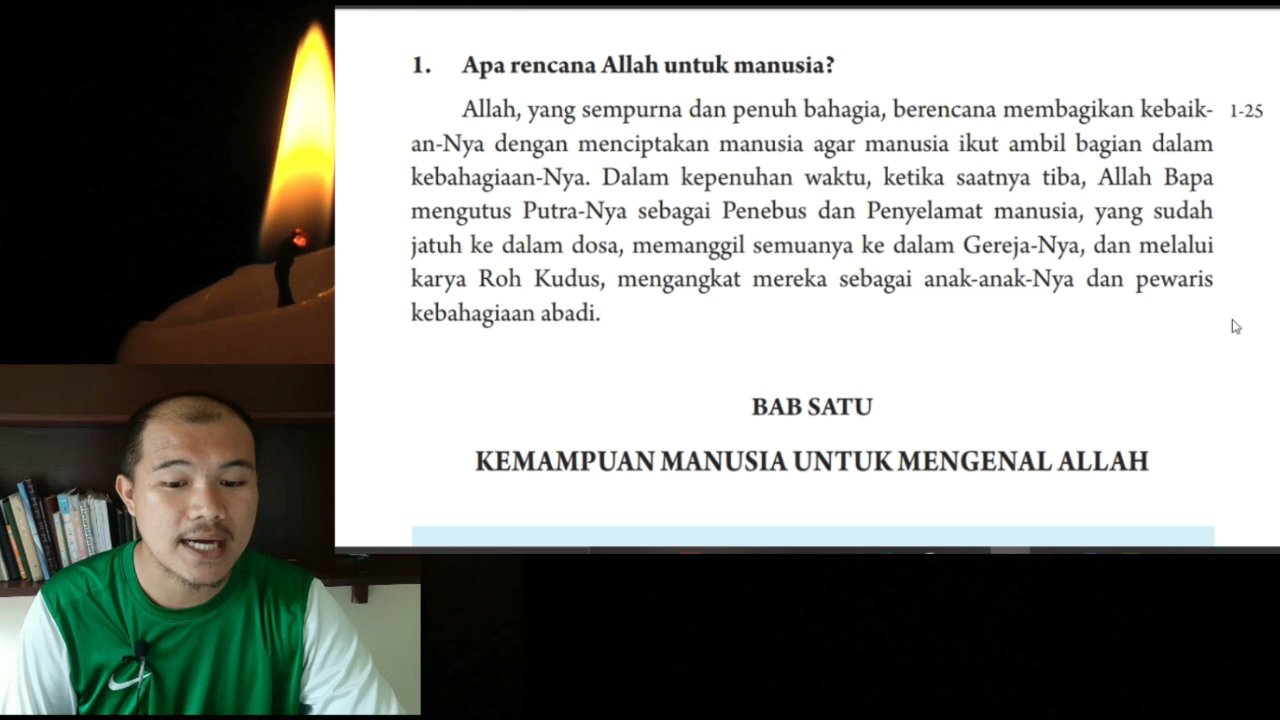 1. Apa rencana Allah untuk manusia?
Allah, yang sempurna dan penuh bahagia, berencana membagikan kebaik- 1-25
an-Nya dengan menciptakan manusia agar manusia ikut ambil bagian dalam
kebahagiaan-Nya. Dalam kepenuhan waktu, ketika saatnya tiba, Allah Bapa
mengutus Putra-Nya sebagai Penebus dan Penyelamat manusia, yang sudah
jatuh ke dalam dosa, memanggil semuanya ke dalam Gereja-Nya, dan melalui
karya Roh Kudus, mengangkat mereka sebagai anak-anak-Nya dan pewaris
kebahagiaan abadi.
BAB SATU
KEMAMPUAN MANUSIA UNTUK MENGENAL ALLAH